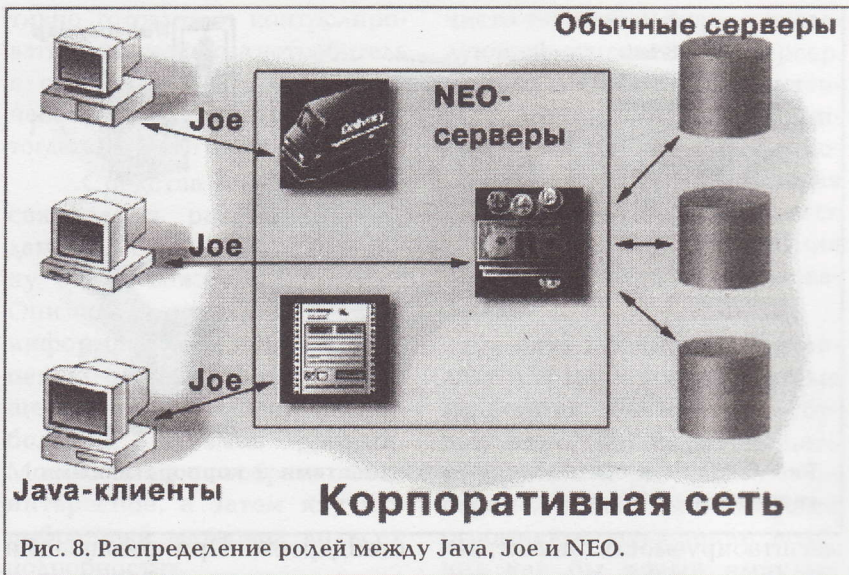 Обычные серверы
NEO-
серверы
Delivery
Joe
Joe
Joe
Java-клиенты
Корпоративная сеть
Рис. 8. Распределение ролей между Java, Joe и NEO.